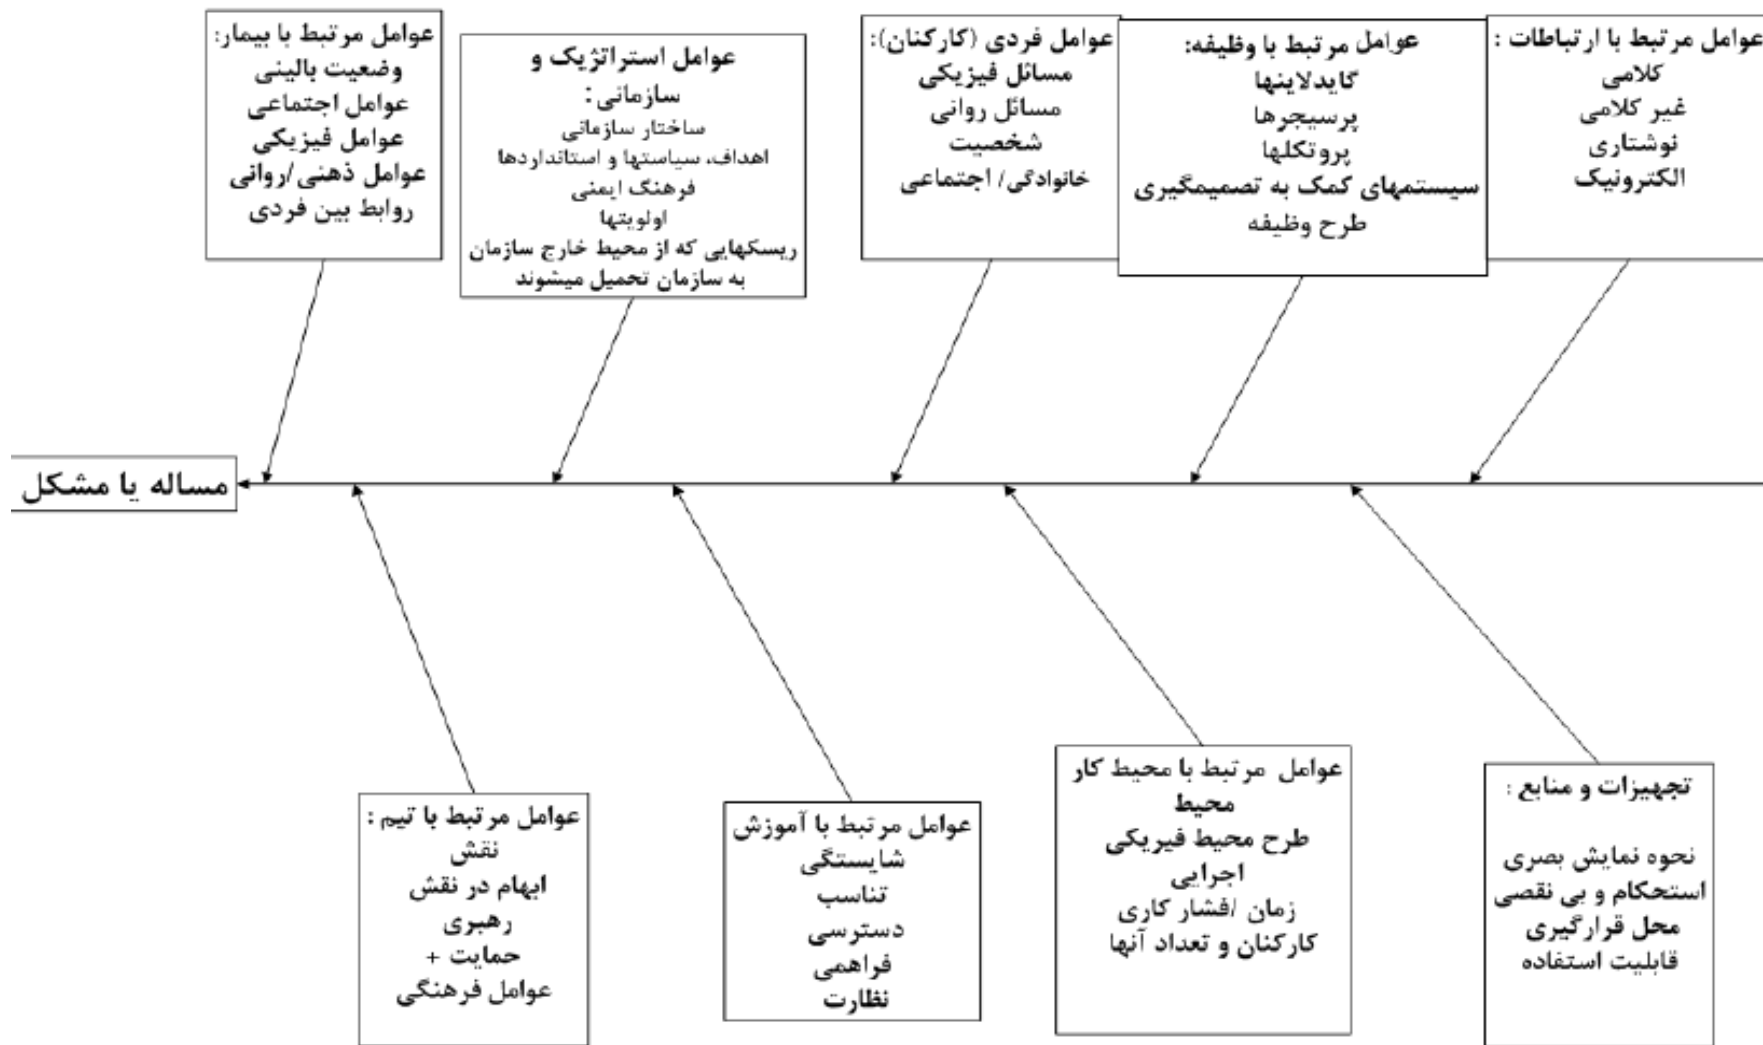 عوامل مرتبط با ارتباطات :
کلامی
غیر کلامی
نوشتاری
الکترونیک
عوامل مرتبط با وظیفه:
گایدلاینها
پرسیجرها
پروتکلها
سیستمهای کمک به تصمیمگیری
طرح وظیفه
عوامل فردی (کارکنان):
مسائل فیزیکی
مسائل روانی
شخصیت
خانوادگی/ اجتماعی
عوامل استراتژیک و
سازمانی :
ساختار سازمانی
اهداف، سیاستها و استانداردها
فرهنگ ایمنی
اولویتها
ریسکهایی که از محیط خارج سازمان
به سازمان تحمیل میشوند
عوامل مرتبط با بیمار:
وضعیت بالینی
عوامل اجتماعی
عوامل فیزیکی
عوامل ذهنی/روانی
روابط بین فردی
مساله یا مشکل
تجهیزات و منابع :
نحوه نمایش بصری
استحکام و بی نقصی
محل قرارگیری
قابلیت استفاده
عوامل مرتبط با محیط کار
محیط
طرح محیط فیریکی
اجرایی
زمان /فشار کاری
کارکنان و تعداد آنها
عوامل مرتبط با آموزش
شایستگی
تناسب
دسترسی
فراهمی
نظارت
عوامل مرتبط با تیم :
نقش
ابهام در نقش
رهبری
حمایت +
عوامل فرهنگی